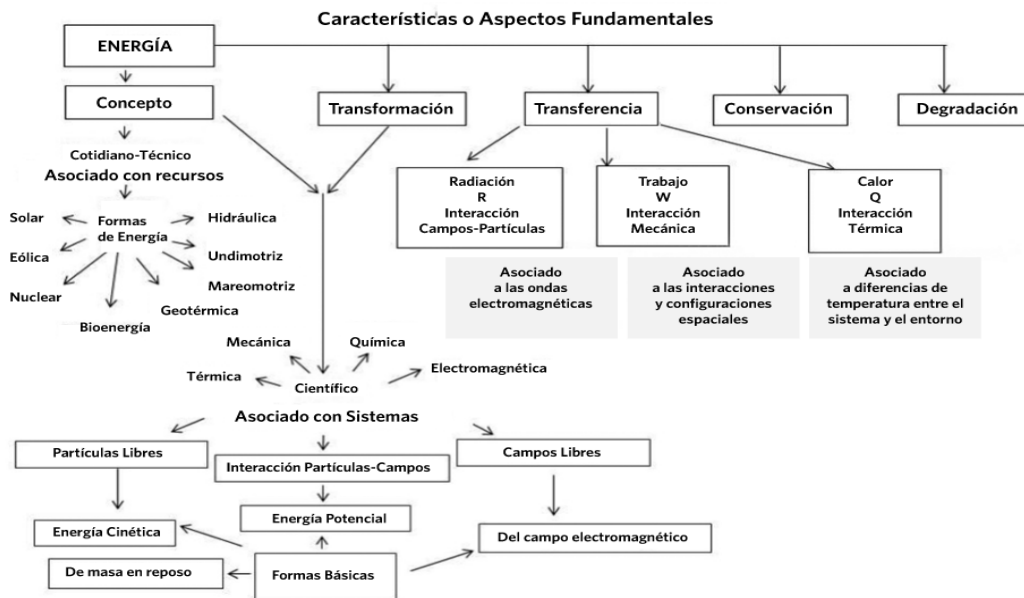 Características o Aspectos Fundamentales
ENERGÍA
Concepto
Transformación
Transferencia
Conservación
Degradación
Cotidiano-Técnico
Asociado con recursos
Formas
de Energía
Solar
Eólica
Nuclear
Bioenergía
Geotérmica
Mareomotriz
Undimotriz
Hidráulica
Radiación
R
Interacción
Campos-Partículas
Trabajo
W
Interacción
Mecánica
Calor
Q
Interacción
Térmica
Asociado
a las ondas
electromagnéticas
Asociado
a las interacciones
y configuraciones
espaciales
Asociado
a diferencias de
temperatura entre el
sistema y el entorno
Mecánica
Química
Térmica
Electromagnética
Científico
Asociado con Sistemas
Partículas Libres
Interacción Partículas-Campos
Campos Libres
Energía Cinética
Energía Potencial
Del campo electromagnético
De masa en reposo
Formas Básicas